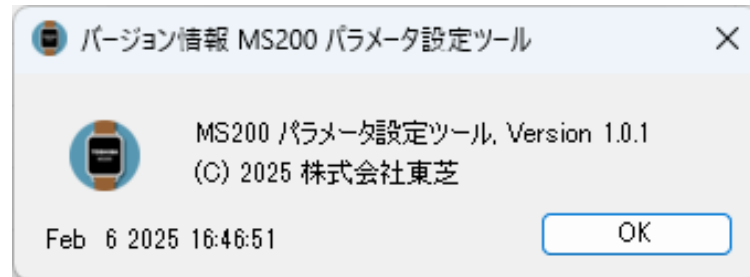 バージョン情報 MS200 パラメータ設定ツール
MS200 パラメータ設定ツール, Version 1.0.1
(C) 2025 株式会社東芝
Feb  6 2025 16:46:51
OK